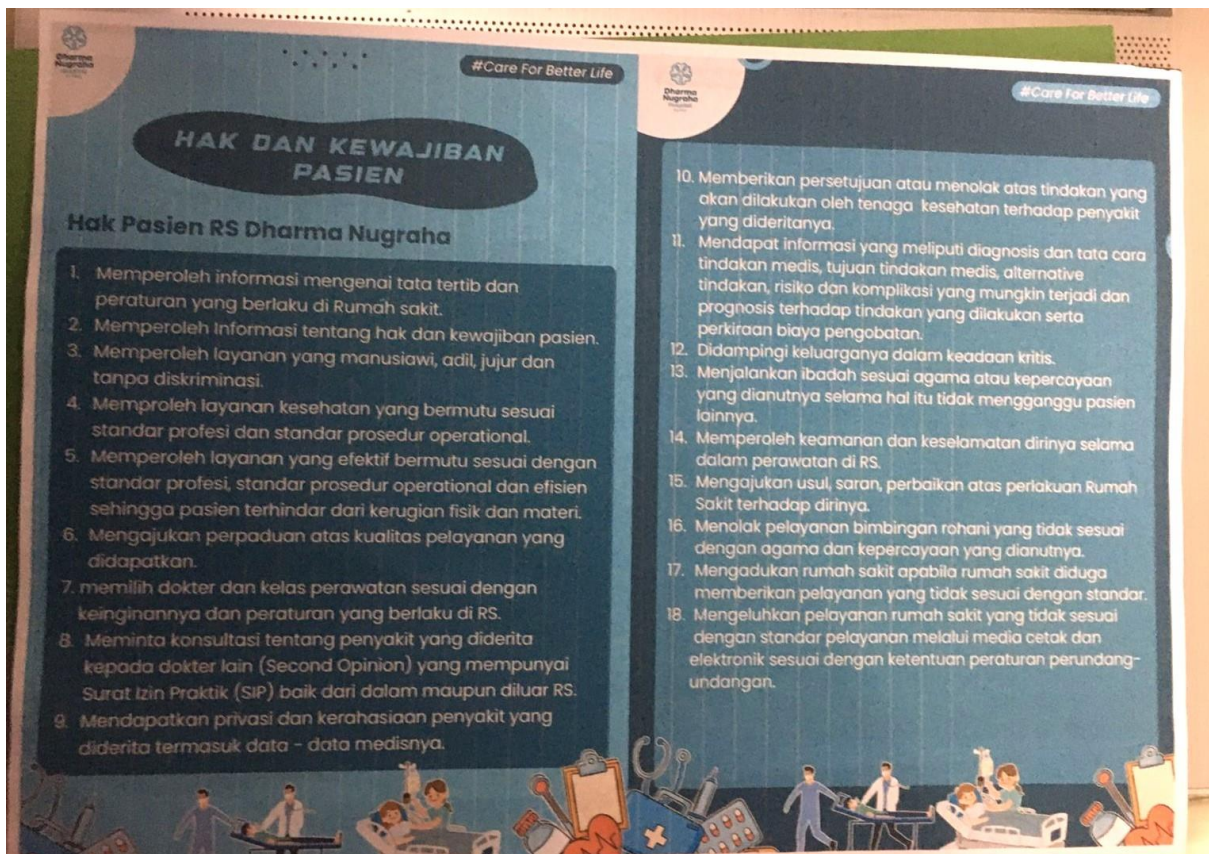 Dharma
Nugraha
#Care For Better Life
HAK DAN KEWAJIBAN
PASIEN
Hak Pasien RS Dharma Nugraha
1. Memperoleh informasi mengenai tata tertib dan
peraturan yang berlaku di Rumah sakit.
2. Memperoleh Informasi tentang hak dan kewajiban pasien.
3. Memperoleh layanan yang manusiawi, adil, jujur dan
tanpa diskriminasi.
4. Memproleh layanan kesehatan yang bermutu sesuai
standar profesi dan standar prosedur operational.
5. Memperoleh layanan yang efektif bermutu sesuai dengan
standar profesi, standar prosedur operational dan efisien
sehingga pasien terhindar dari kerugian fisik dan materi.
6. Mengajukan perpaduan atas kualitas pelayanan yang
didapatkan.
7. memilih dokter dan kelas perawatan sesuai dengan
keinginannya dan peraturan yang berlaku di RS.
8. Meminta konsultasi tentang penyakit yang diderita
kepada dokter lain (Second Opinion) yang mempunyai
Surat Izin Praktik (SIP) baik dari dalam maupun diluar RS.
9. Mendapatkan privasi dan kerahasiaan penyakit yang
diderita termasuk data - data medisnya.
Dharma
Nugraha
#Care For Better Life
10. Memberikan persetujuan atau menolak atas tindakan yang
akan dilakukan oleh tenaga kesehatan terhadap penyakit
yang dideritanya.
11. Mendapat informasi yang meliputi diagnosis dan tata cara
tindakan medis, tujuan tindakan medis, alternative
tindakan, risiko dan komplikasi yang mungkin terjadi dan
prognosis terhadap tindakan yang dilakukan serta
perkiraan biaya pengobatan.
12. Didampingi keluarganya dalam keadaan kritis.
13. Menjalankan ibadah sesuai agama atau kepercayaan
yang dianutnya selama hal itu tidak mengganggu pasien
lainnya.
14. Memperoleh keamanan dan keselamatan dirinya selama
dalam perawatan di RS.
15. Mengajukan usul, saran, perbaikan atas perlakuan Rumah
Sakit terhadap dirinya.
16. Menolak pelayanan bimbingan rohani yang tidak sesuai
dengan agama dan kepercayaan yang dianutnya.
17. Mengadukan rumah sakit apabila rumah sakit diduga
memberikan pelayanan yang tidak sesuai dengan standar.
18. Mengeluhkan pelayanan rumah sakit yang tidak sesuai
dengan standar pelayanan melalui media cetak dan
elektronik sesuai dengan ketentuan peraturan perundang-
undangan.